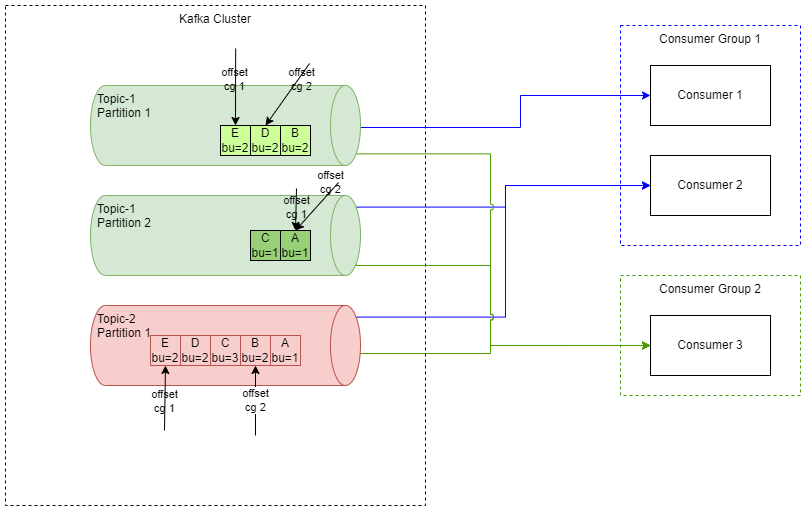 Kafka Cluster
offset
cg 1
offset
cg 2
Topic-1
Partition 1
E D B
bu=2 bu=2 bu=2
offset
cg 1
offset
cg 2
Topic-1
Partition 2
C A
bu=1 bu=1
Topic-2
Partition 1
E D C B A
bu=2 bu=2 bu=3 bu=2 bu=1
offset
cg 1
offset
cg 2
Consumer Group 1
Consumer 1
Consumer 2
Consumer Group 2
Consumer 3